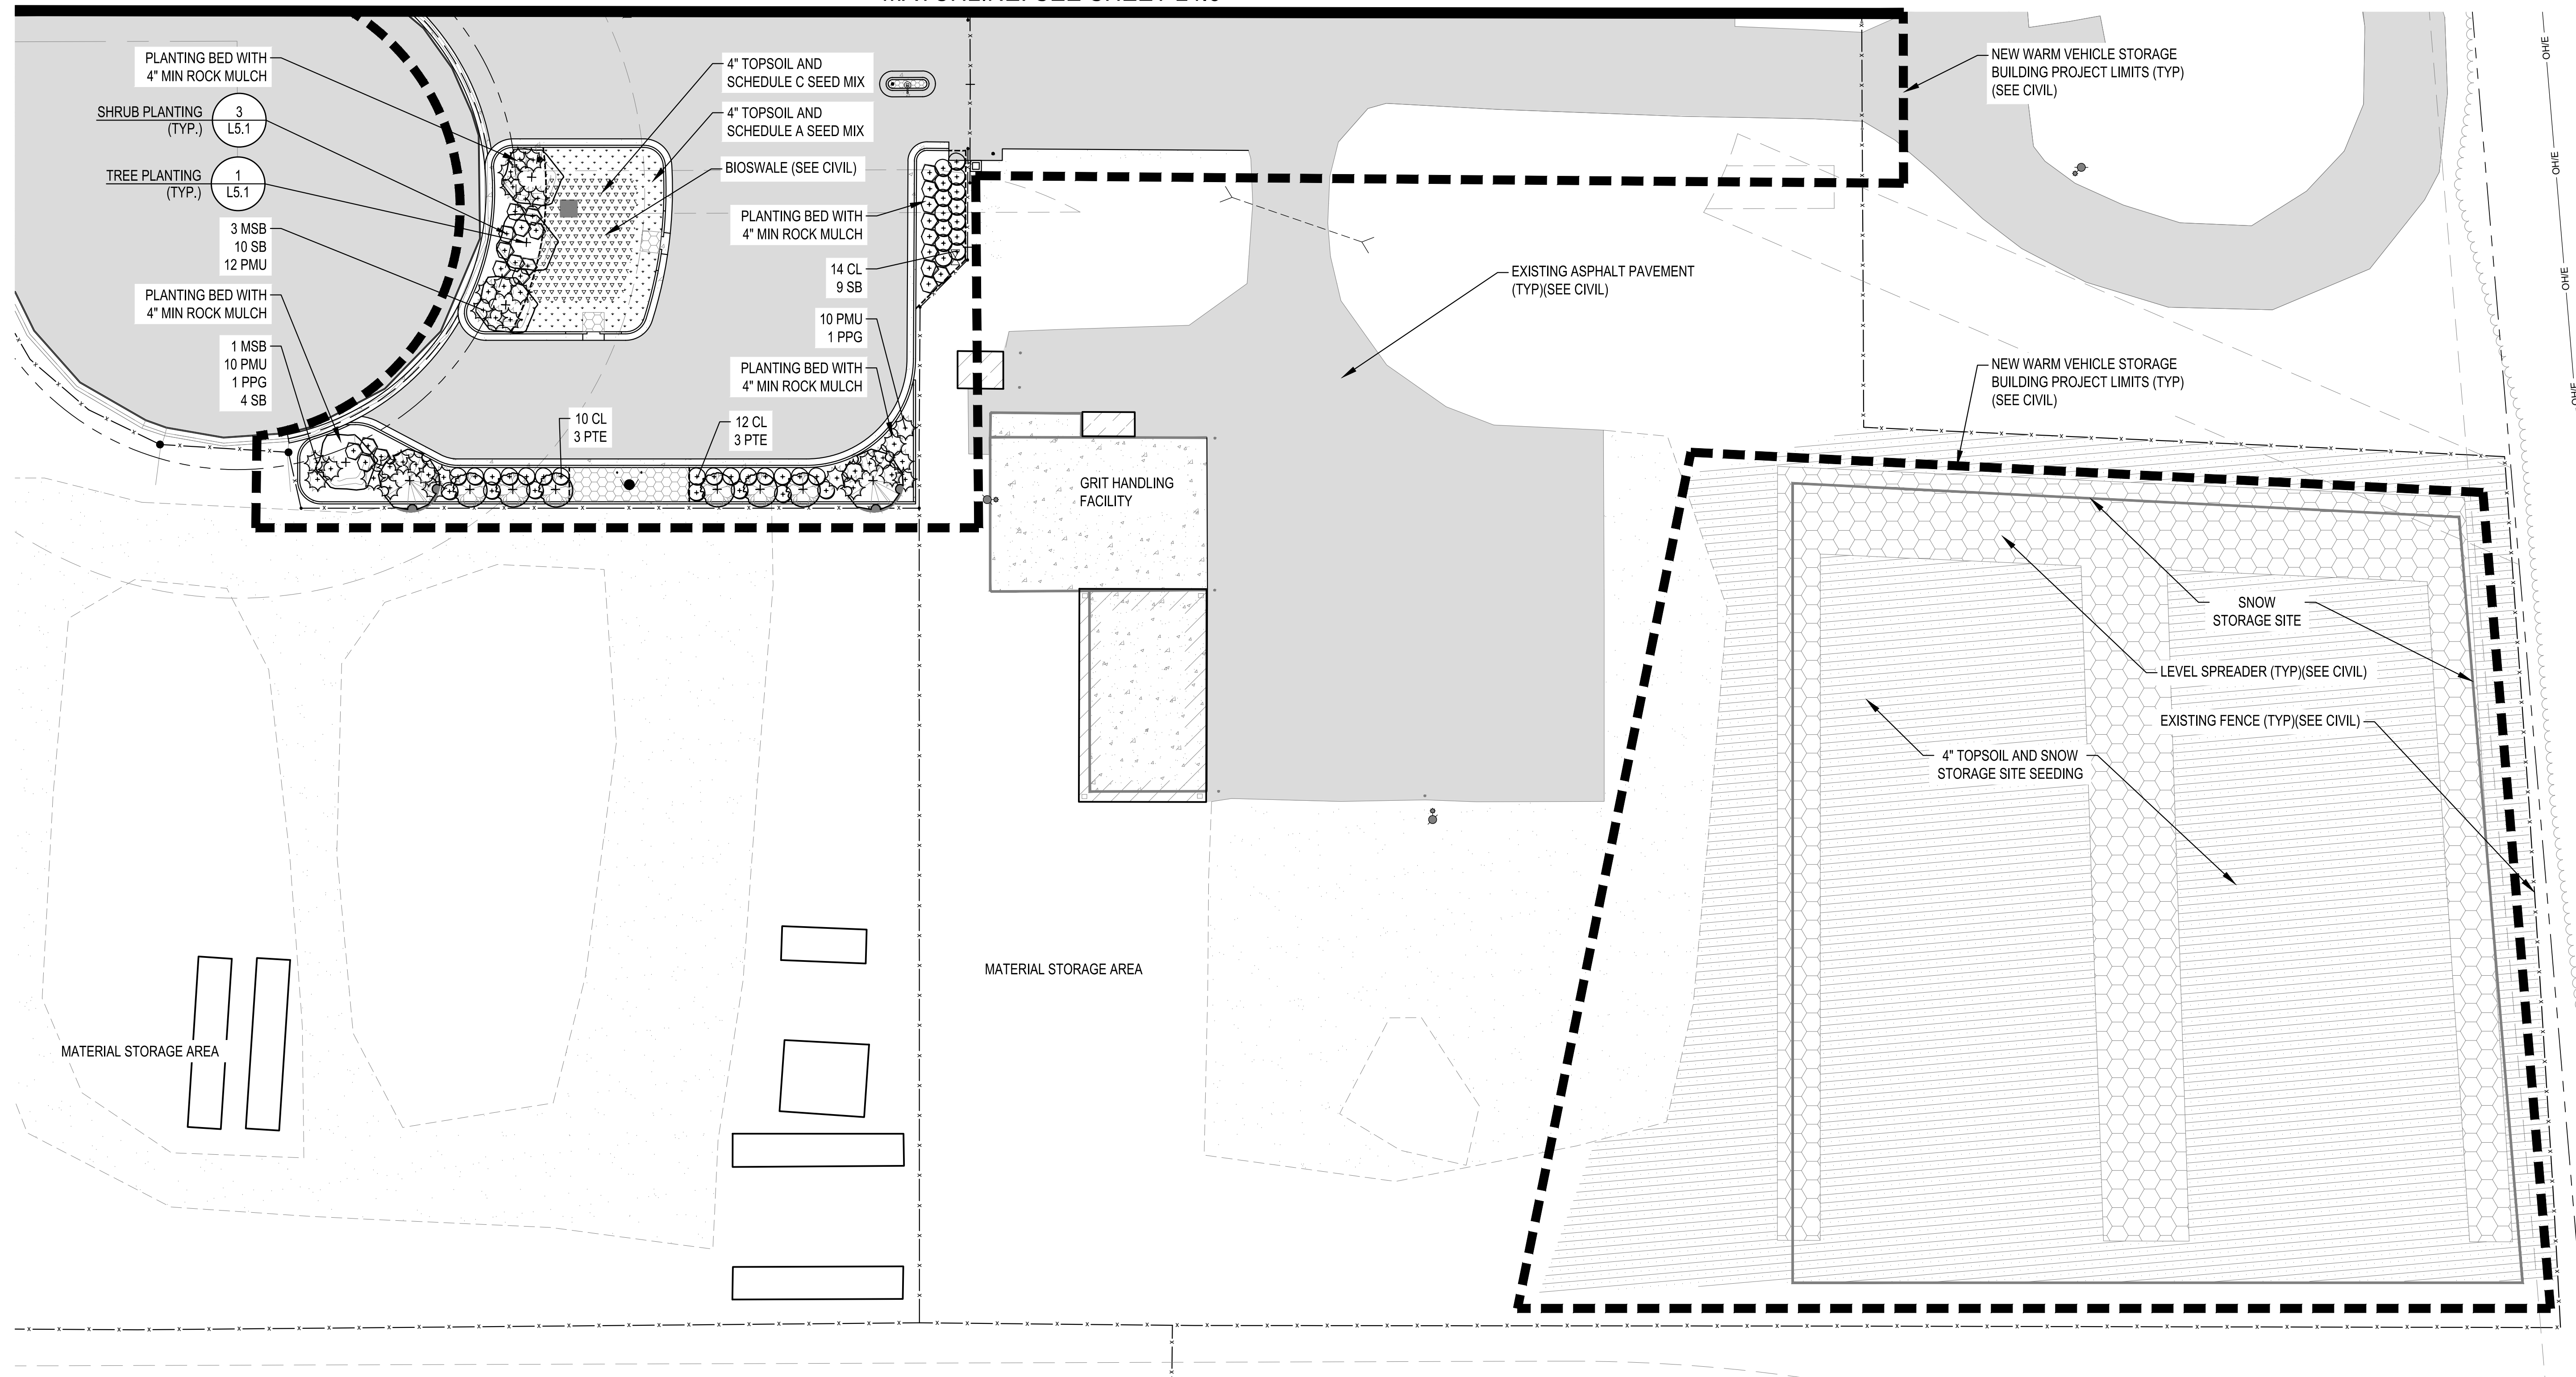 PLANTING BED WITH
4" MIN ROCK MULCH
SHRUB PLANTING
(TYP.)
3
L5.1
TREE PLANTING
(TYP.)
1
L5.1
3 MSB
10 SB
12 PMU
PLANTING BED WITH
4" MIN ROCK MULCH
1 MSB
10 PMU
1 PPG
4 SB
4" TOPSOIL AND
SCHEDULE C SEED MIX
4" TOPSOIL AND
SCHEDULE A SEED MIX
BIOSWALE (SEE CIVIL)
PLANTING BED WITH
4" MIN ROCK MULCH
14 CL
9 SB
10 PMU
1 PPG
PLANTING BED WITH
4" MIN ROCK MULCH
10 CL
3 PTE
12 CL
3 PTE
NEW WARM VEHICLE STORAGE
BUILDING PROJECT LIMITS (TYP)
(SEE CIVIL)
EXISTING ASPHALT PAVEMENT
(TYP)(SEE CIVIL)
NEW WARM VEHICLE STORAGE
BUILDING PROJECT LIMITS (TYP)
(SEE CIVIL)
GRIT HANDLING
FACILITY
SNOW
STORAGE SITE
LEVEL SPREADER (TYP)(SEE CIVIL)
EXISTING FENCE (TYP)(SEE CIVIL)
4" TOPSOIL AND SNOW
STORAGE SITE SEEDING
MATERIAL STORAGE AREA
MATERIAL STORAGE AREA
OH/E
OH/E
OH/E
OH/E